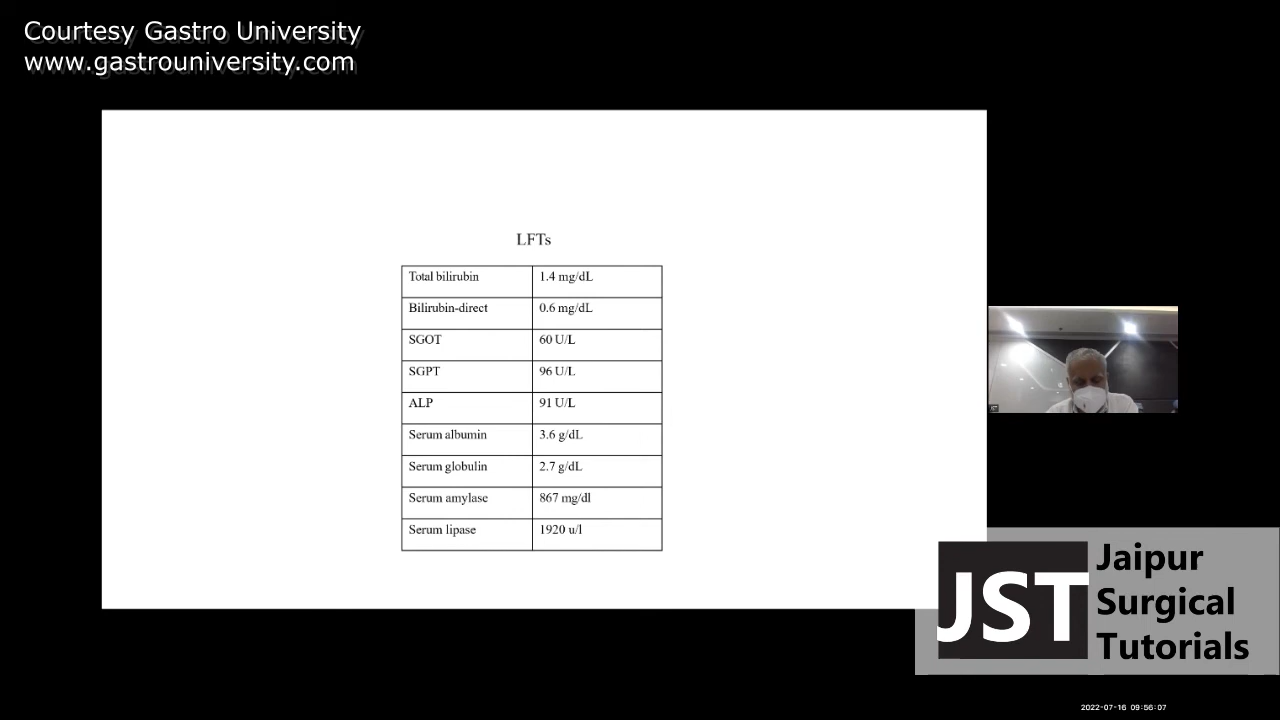 Courtesy Gastro University
www.gastrouniversity.com
LFTs
Total bilirubin 1.4 mg/dL
Bilirubin-direct 0.6 mg/dL
SGOT 60 U/L
SGPT 96 U/L
ALP 91 U/L
Serum albumin 3.6 g/dL
Serum globulin 2.7 g/dL
Serum amylase 867 mg/dl
Serum lipase 1920 u/l
JST
Jaipur
Surgical
Tutorials
2022-07-16 09:56:07